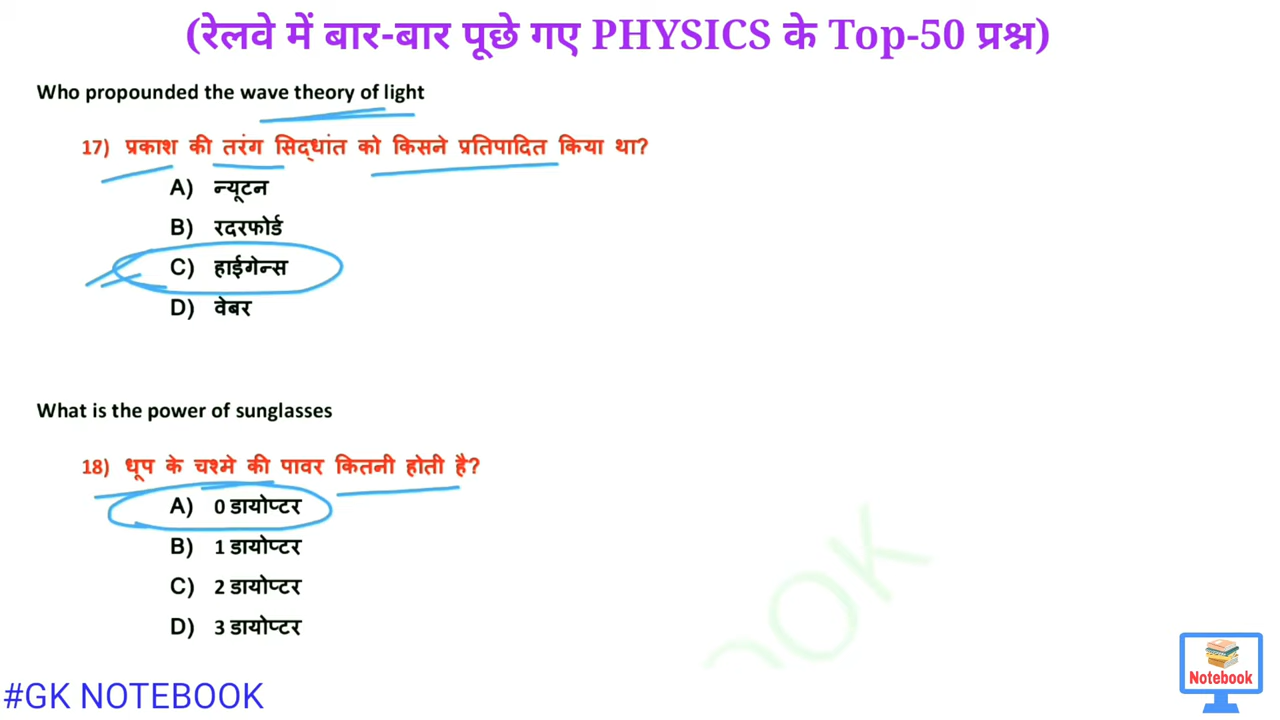 (रेलवे में बार-बार पूछे गए PHYSICS के Top-50 प्रश्न)
Who propounded the wave theory of light
17) प्रकाश की तरंग सिद्धांत को किसने प्रतिपादित किया था?
A) न्यूटन
B) रदरफोर्ड
C) हाईगेन्स
D) वेबर
What is the power of sunglasses
18) धूप के चश्मे की पावर कितनी होती है?
A) 0 डायोप्टर
B) 1 डायोप्टर
C) 2 डायोप्टर
D) 3 डायोप्टर
Notebook
#GK NOTEBOOK